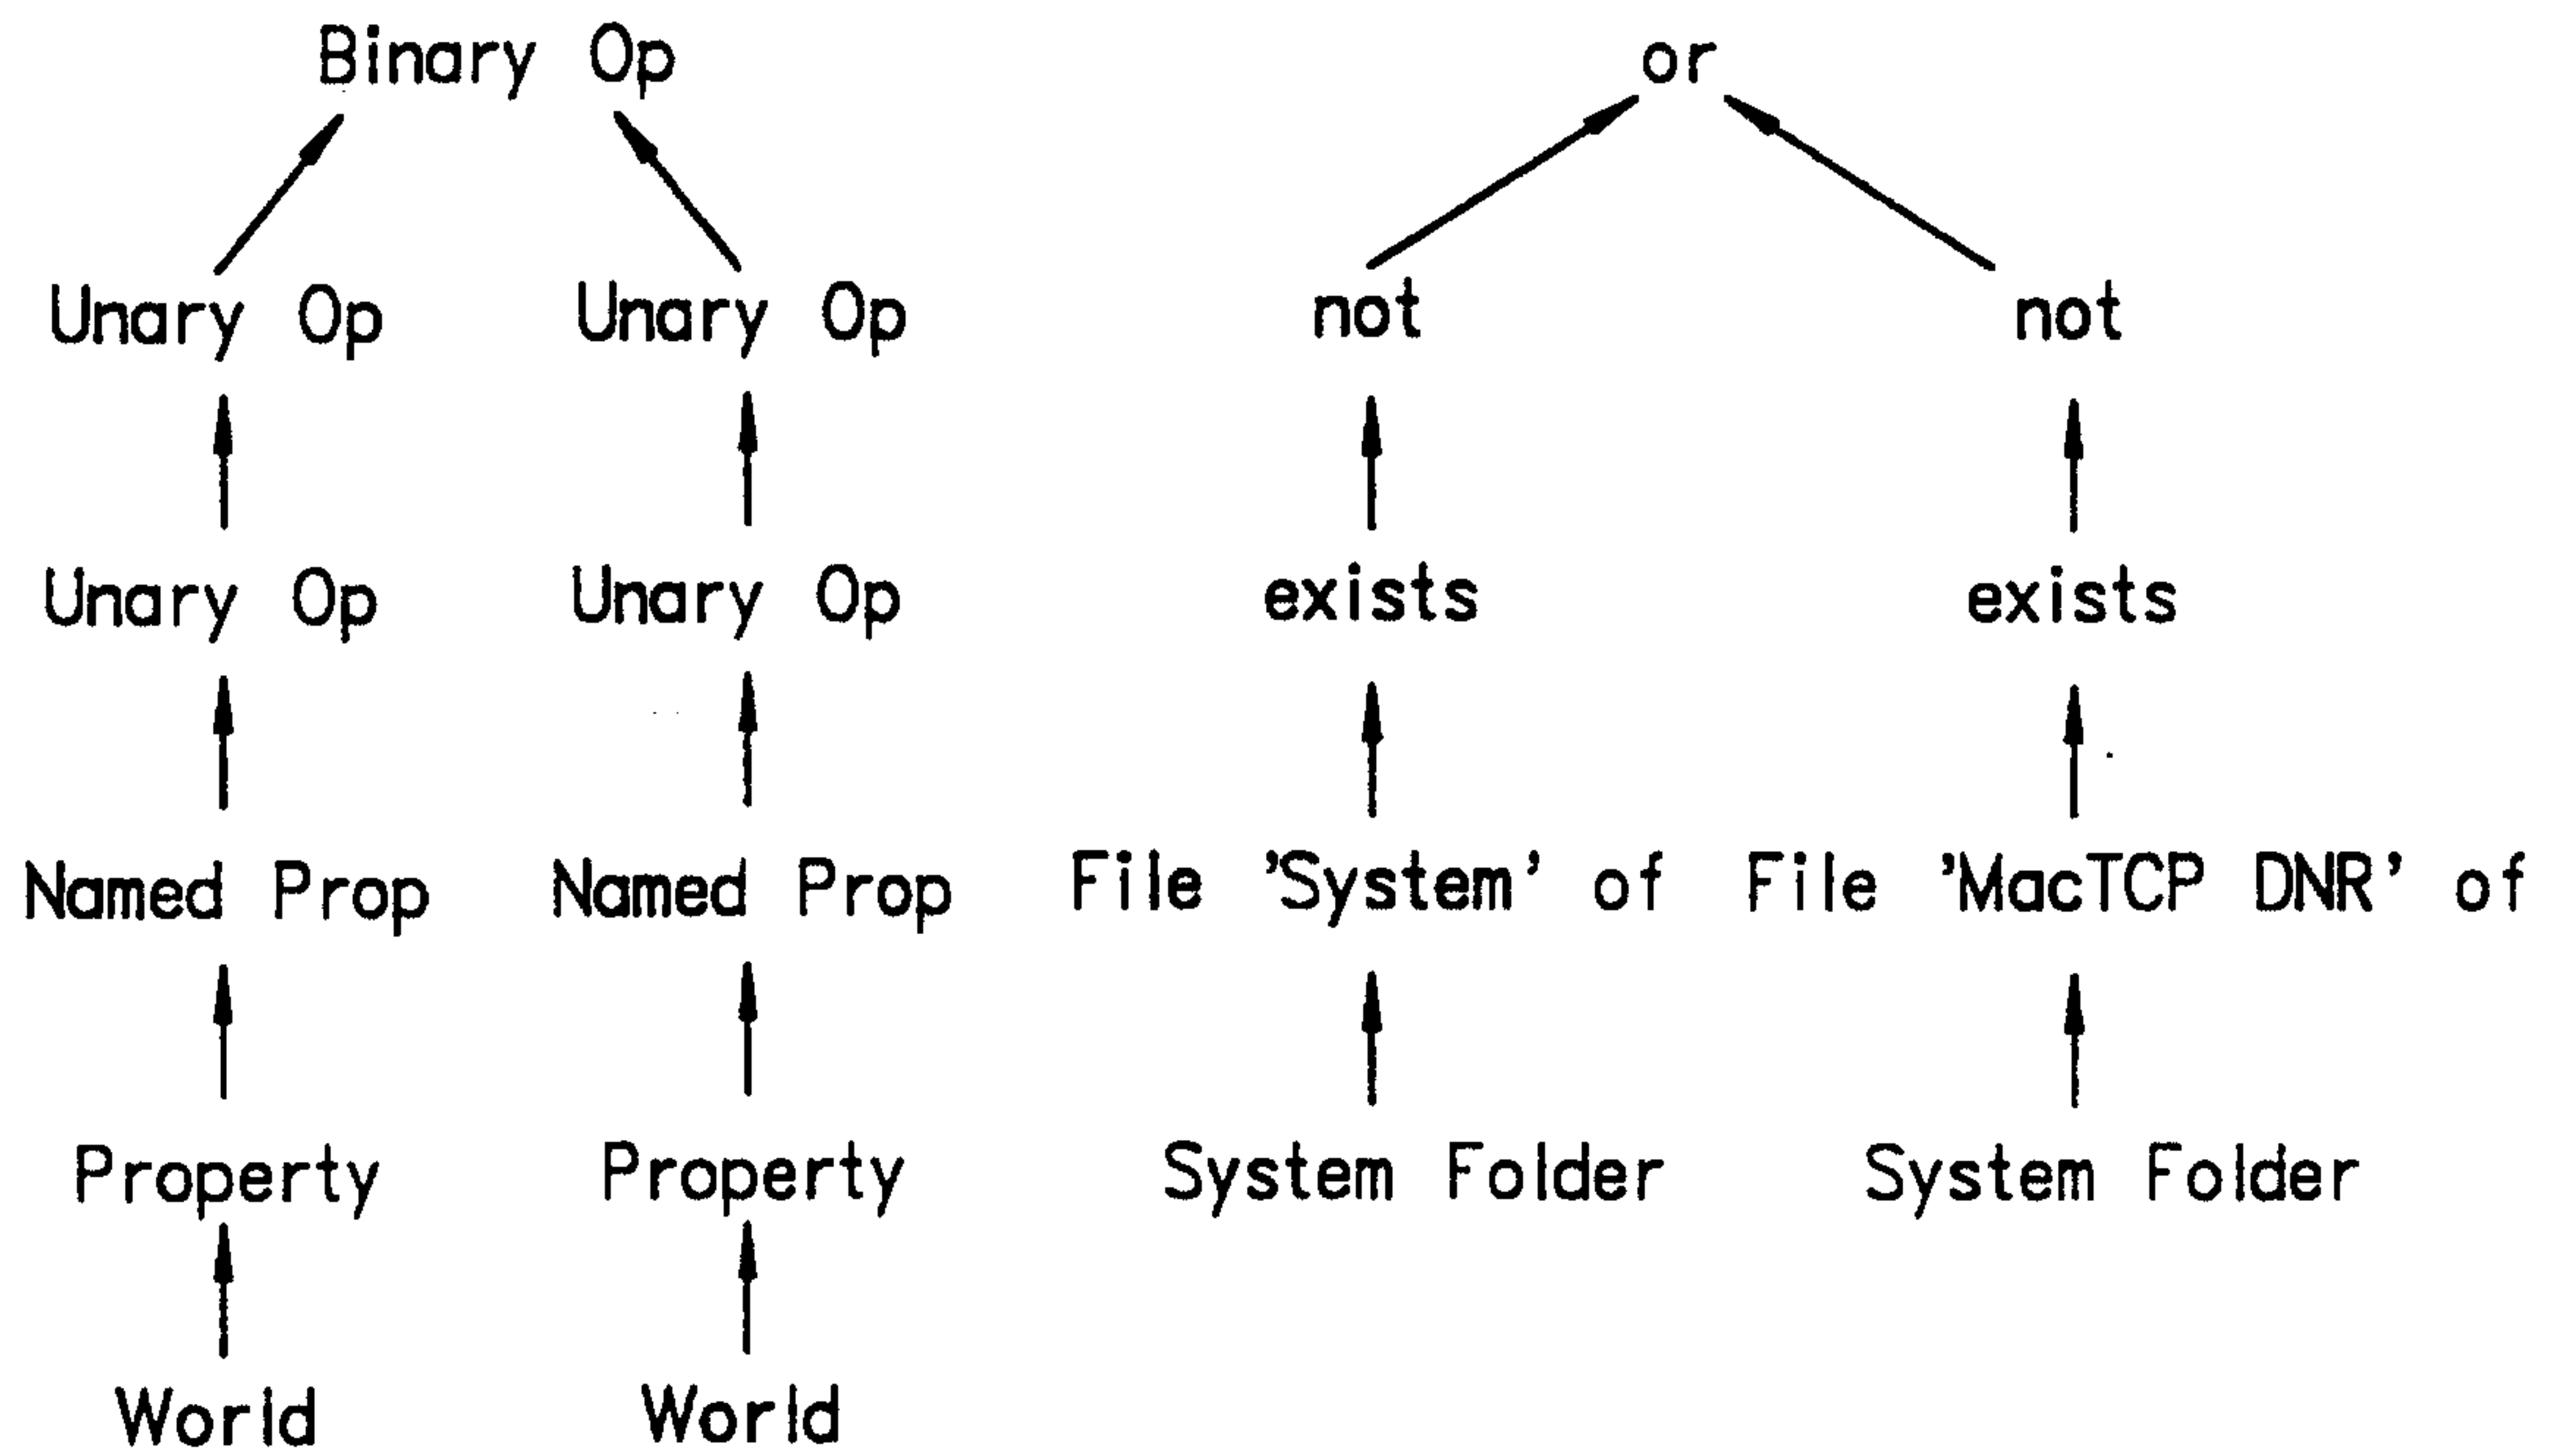 Binary Op or
Unary Op Unary Op not not
Unary Op Unary Op exists exists
Named Prop Named Prop File 'System' of File 'MacTCP DNR' of
Property Property System Folder System Folder
World World